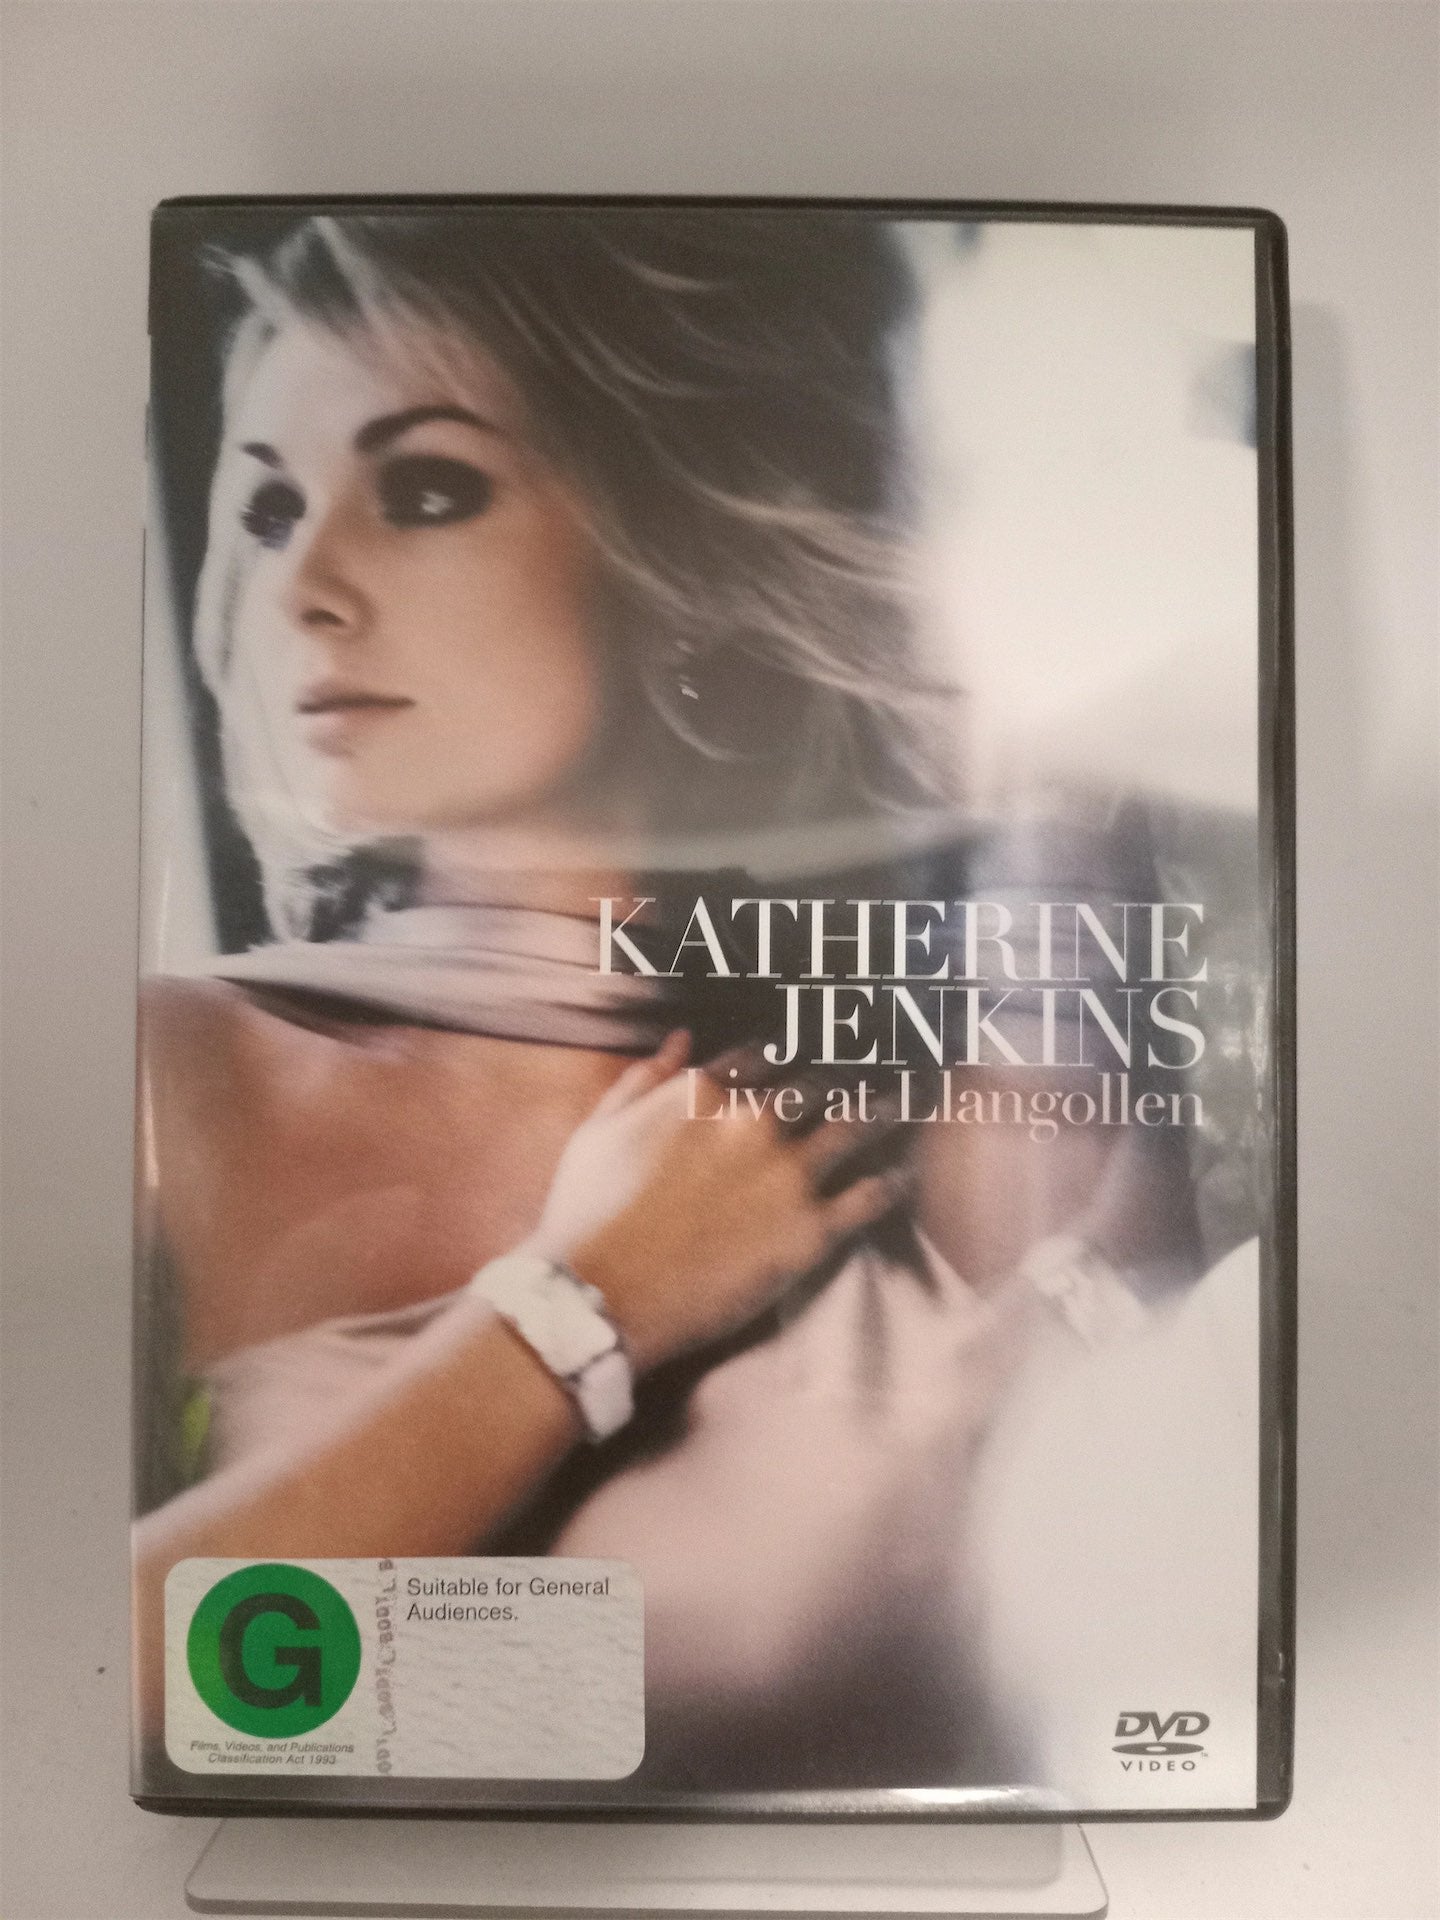 KATHERINE
JENKINS
Live at Llangollen
G
Suitable for General
Audiences.
Films, Videos, and Publications
Classification Act 1993
DVD
VIDEO